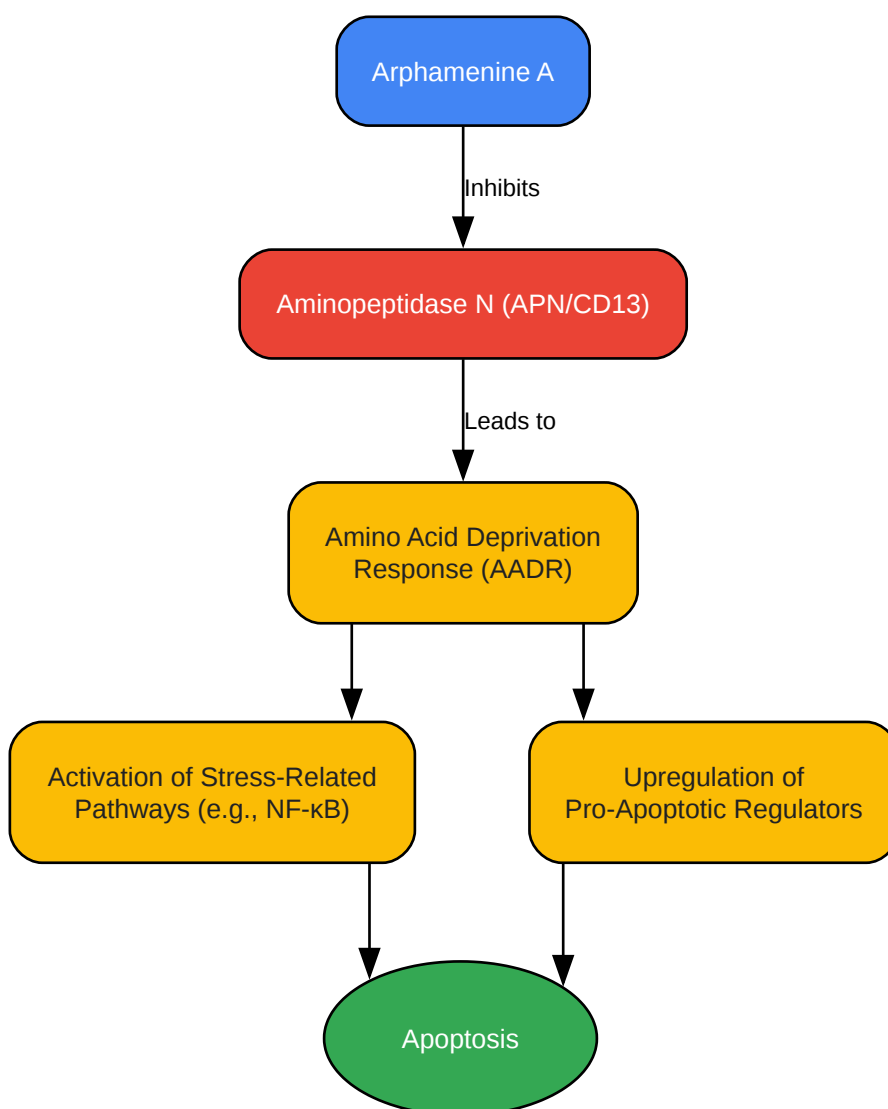 Arphamenine A
Inhibits
Aminopeptidase N (APN/CD13)
Leads to
Amino Acid Deprivation
Response (AADR)
Activation of Stress-Related
Pathways (e.g., NF-κB)
Upregulation of
Pro-Apoptotic Regulators
Apoptosis